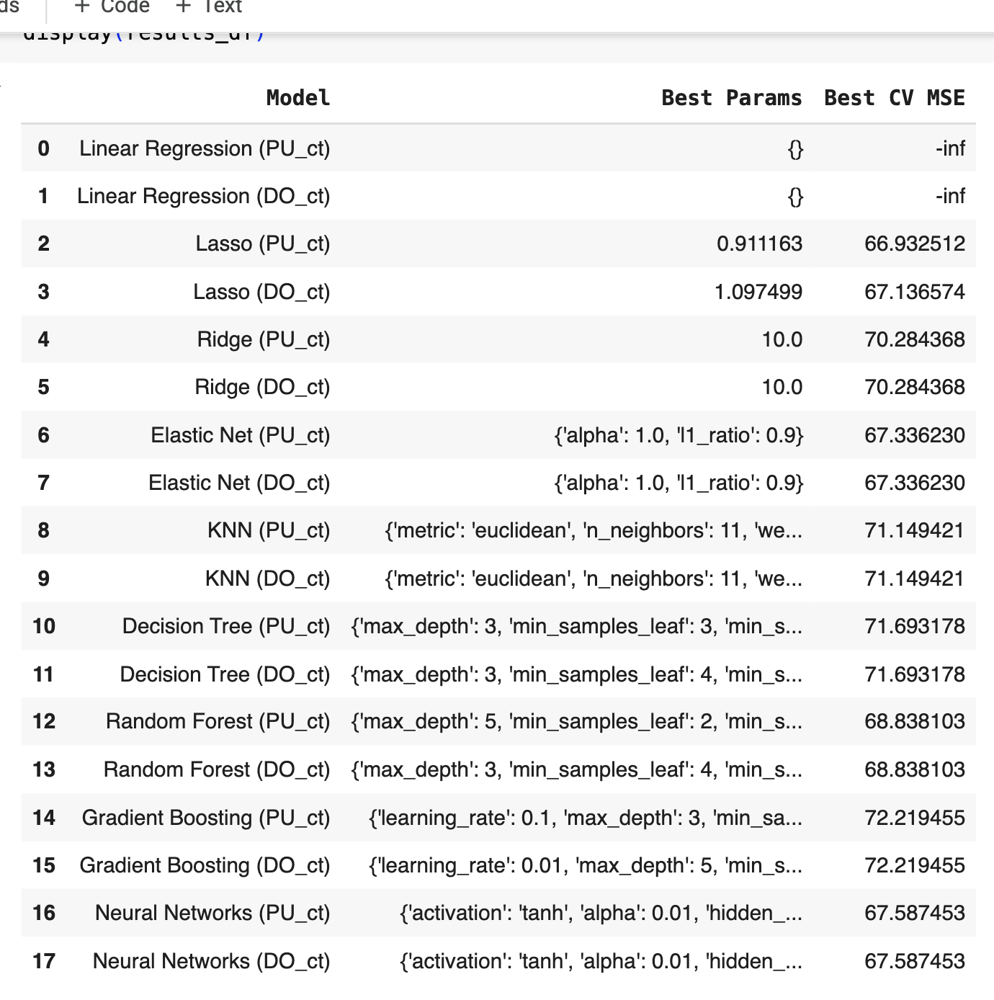 ds + Code + Text
display(results_df)
Model Best Params Best CV MSE
0 Linear Regression (PU_ct) {} -inf
1 Linear Regression (DO_ct) {} -inf
2 Lasso (PU_ct) 0.911163 66.932512
3 Lasso (DO_ct) 1.097499 67.136574
4 Ridge (PU_ct) 10.0 70.284368
5 Ridge (DO_ct) 10.0 70.284368
6 Elastic Net (PU_ct) {'alpha': 1.0, 'l1_ratio': 0.9} 67.336230
7 Elastic Net (DO_ct) {'alpha': 1.0, 'l1_ratio': 0.9} 67.336230
8 KNN (PU_ct) {'metric': 'euclidean', 'n_neighbors': 11, 'we... 71.149421
9 KNN (DO_ct) {'metric': 'euclidean', 'n_neighbors': 11, 'we... 71.149421
10 Decision Tree (PU_ct) {'max_depth': 3, 'min_samples_leaf': 3, 'min_s... 71.693178
11 Decision Tree (DO_ct) {'max_depth': 3, 'min_samples_leaf': 4, 'min_s... 71.693178
12 Random Forest (PU_ct) {'max_depth': 5, 'min_samples_leaf': 2, 'min_s... 68.838103
13 Random Forest (DO_ct) {'max_depth': 3, 'min_samples_leaf': 4, 'min_s... 68.838103
14 Gradient Boosting (PU_ct) {'learning_rate': 0.1, 'max_depth': 3, 'min_sa... 72.219455
15 Gradient Boosting (DO_ct) {'learning_rate': 0.01, 'max_depth': 5, 'min_s... 72.219455
16 Neural Networks (PU_ct) {'activation': 'tanh', 'alpha': 0.01, 'hidden_... 67.587453
17 Neural Networks (DO_ct) {'activation': 'tanh', 'alpha': 0.01, 'hidden_... 67.587453